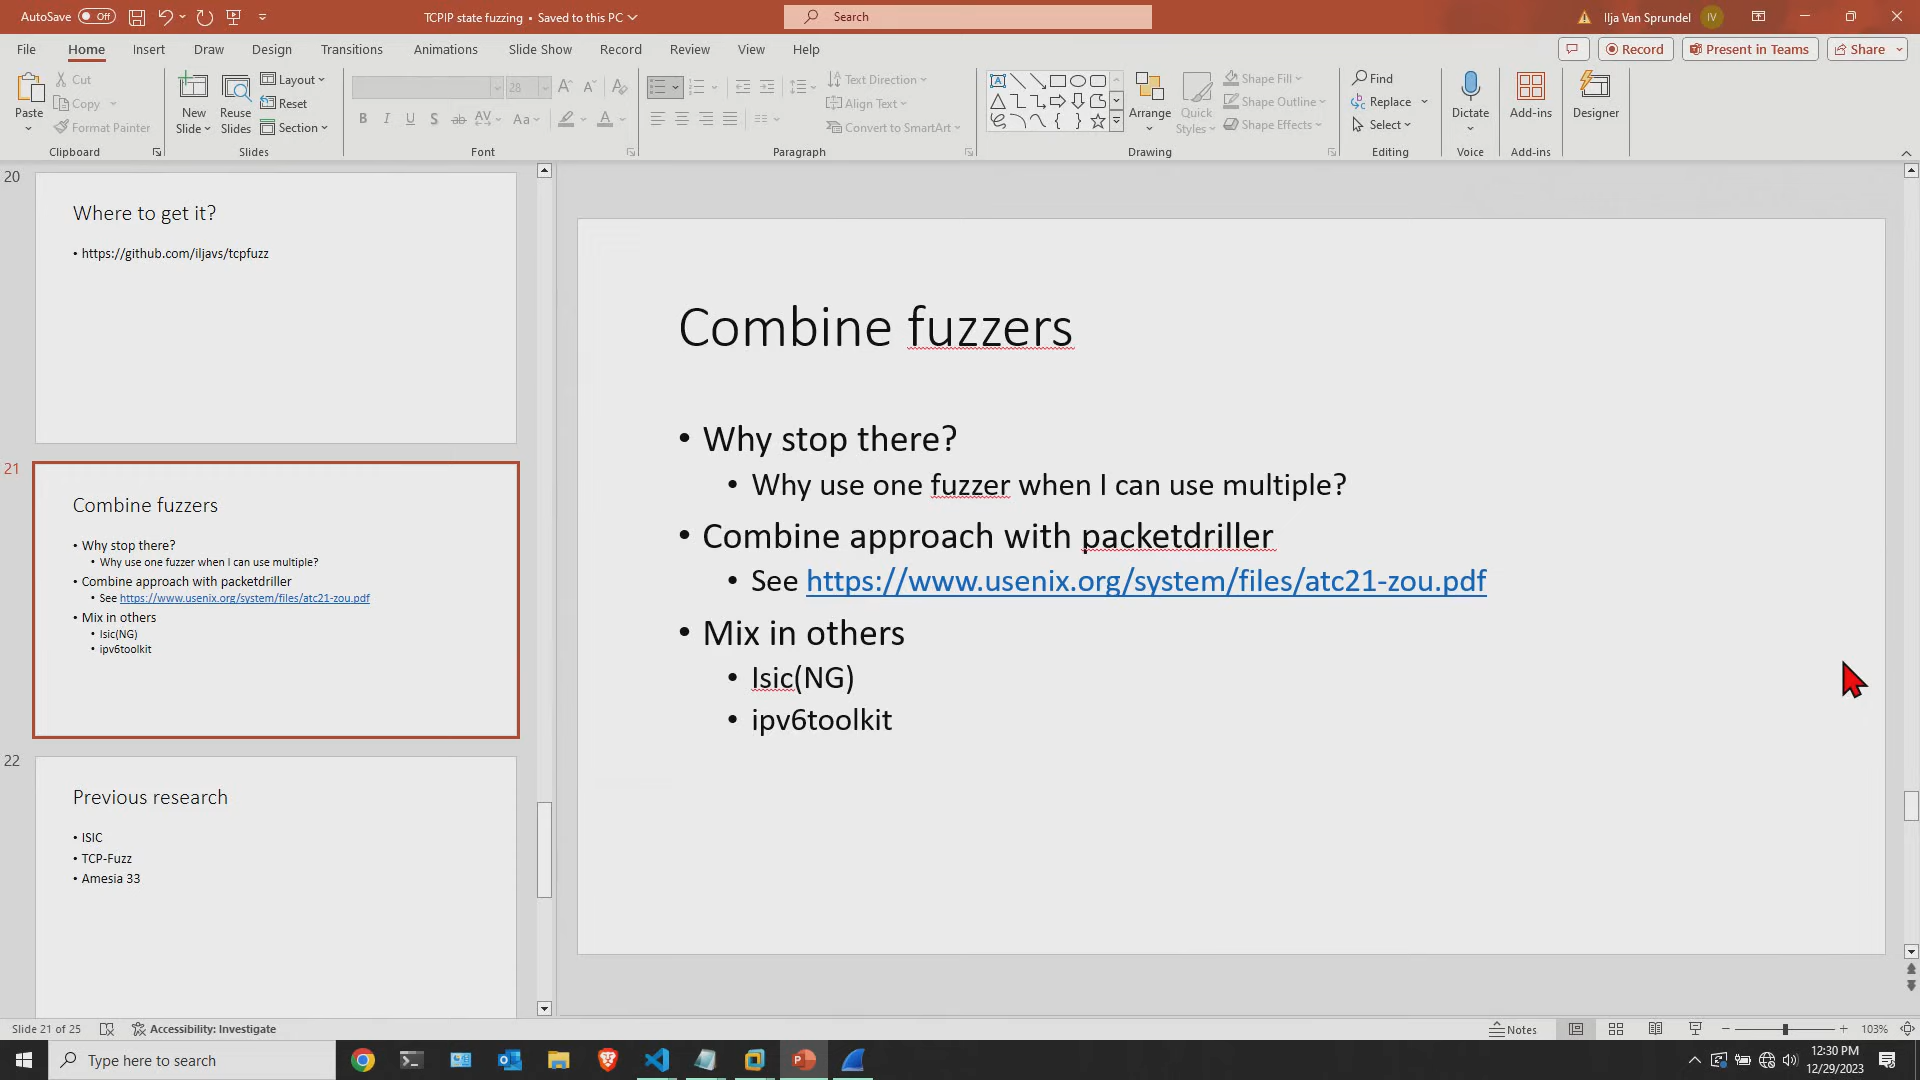 AutoSave Off
TCPIP state fuzzing • Saved to this PC
Search
Ilja Van Sprundel IV
File Home Insert Draw Design Transitions Animations Slide Show Record Review View Help
Record Present in Teams Share
Paste
Cut
Copy
Format Painter
Clipboard
New Slide
Reuse Slides
Layout
Reset
Section
Slides
28
B I U S ab AV Aa A
Font
Text Direction
Align Text
Convert to SmartArt
Paragraph
Arrange
Quick Styles
Shape Fill
Shape Outline
Shape Effects
Drawing
Find
Replace
Select
Editing
Dictate
Voice
Add-ins
Add-ins
Designer
20
Where to get it?
• https://github.com/iljavs/tcpfuzz
21
Combine fuzzers
• Why stop there?
• Why use one fuzzer when I can use multiple?
• Combine approach with packetdriller
• See https://www.usenix.org/system/files/atc21-zou.pdf
• Mix in others
• Isic(NG)
• ipv6toolkit
22
Previous research
• ISIC
• TCP-Fuzz
• Amesia 33
Combine fuzzers
• Why stop there?
• Why use one fuzzer when I can use multiple?
• Combine approach with packetdriller
• See https://www.usenix.org/system/files/atc21-zou.pdf
• Mix in others
• Isic(NG)
• ipv6toolkit
Slide 21 of 25
Accessibility: Investigate
Notes
103%
Type here to search
12:30 PM
12/29/2023